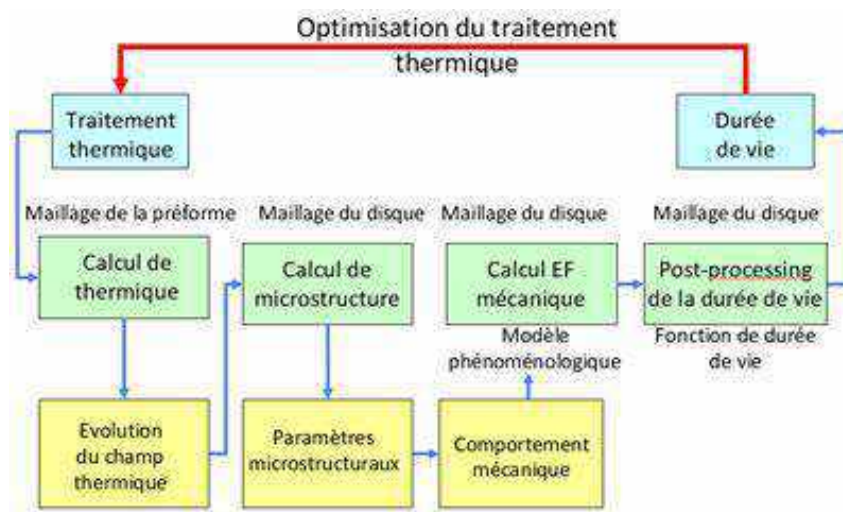 Optimisation du traitement
thermique
Traitement
thermique
Durée
de vie
Maillage de la préforme
Maillage du disque
Maillage du disque
Maillage du disque
Calcul de
thermique
Calcul de
microstructure
Calcul EF
mécanique
Post-processing
de la durée de vie
Modèle
phénoménologique
Fonction de durée
de vie
Evolution
du champ
thermique
Paramètres
microstructuraux
Comportement
mécanique